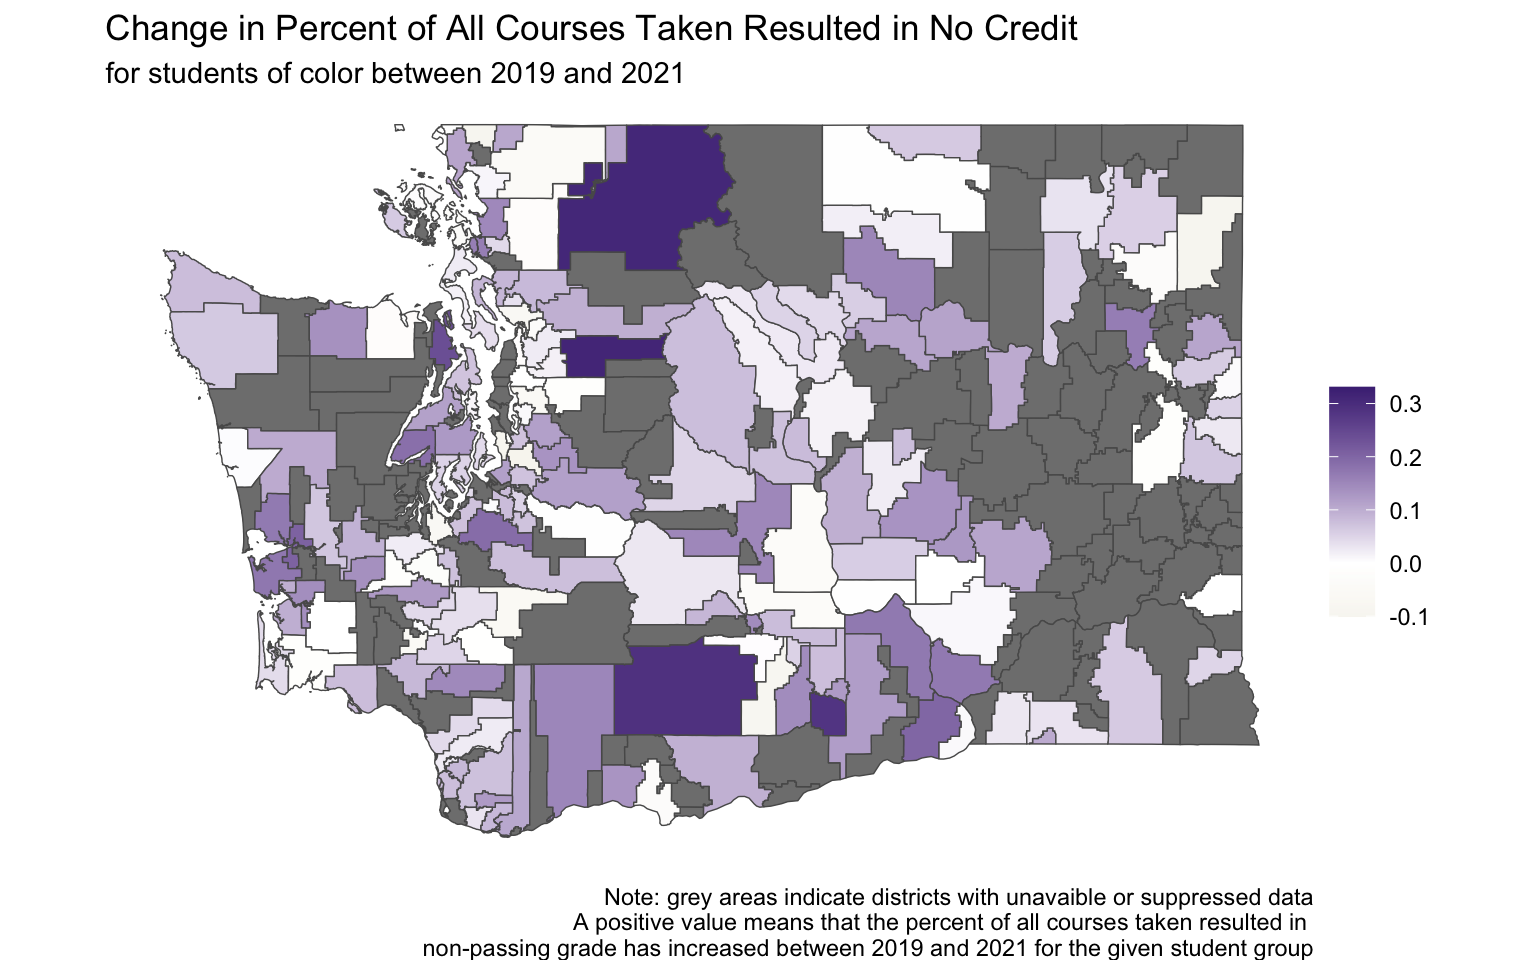 Change in Percent of All Courses Taken Resulted in No Credit
for students of color between 2019 and 2021
0.3
0.2
0.1
0.0
-0.1
Note: grey areas indicate districts with unavaible or suppressed data
A positive value means that the percent of all courses taken resulted in
non-passing grade has increased between 2019 and 2021 for the given student group